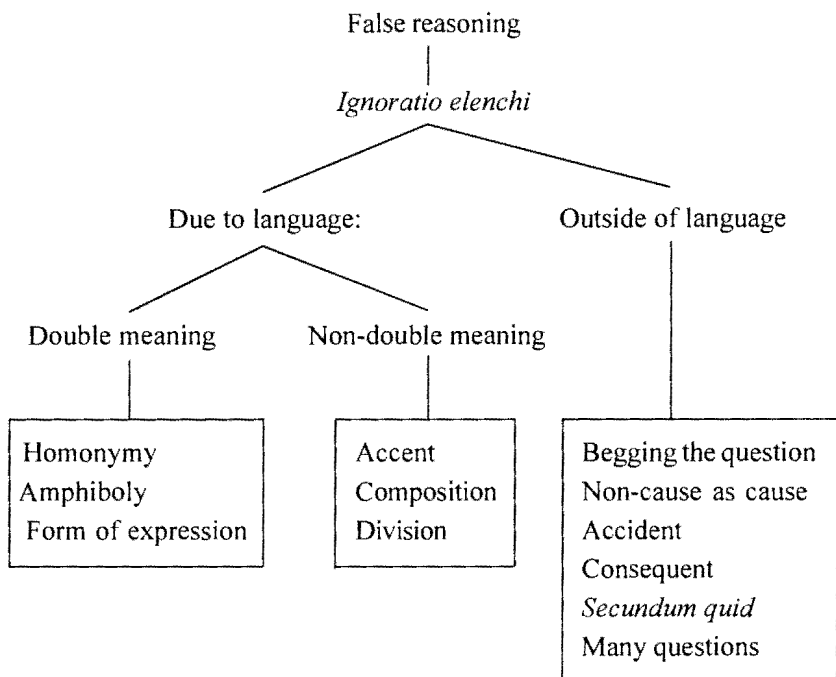 False reasoning
Ignoratio elenchi
Due to language:
Outside of language
Double meaning
Non-double meaning
Homonymy
Amphiboly
Form of expression
Accent
Composition
Division
Begging the question
Non-cause as cause
Accident
Consequent
Secundum quid
Many questions